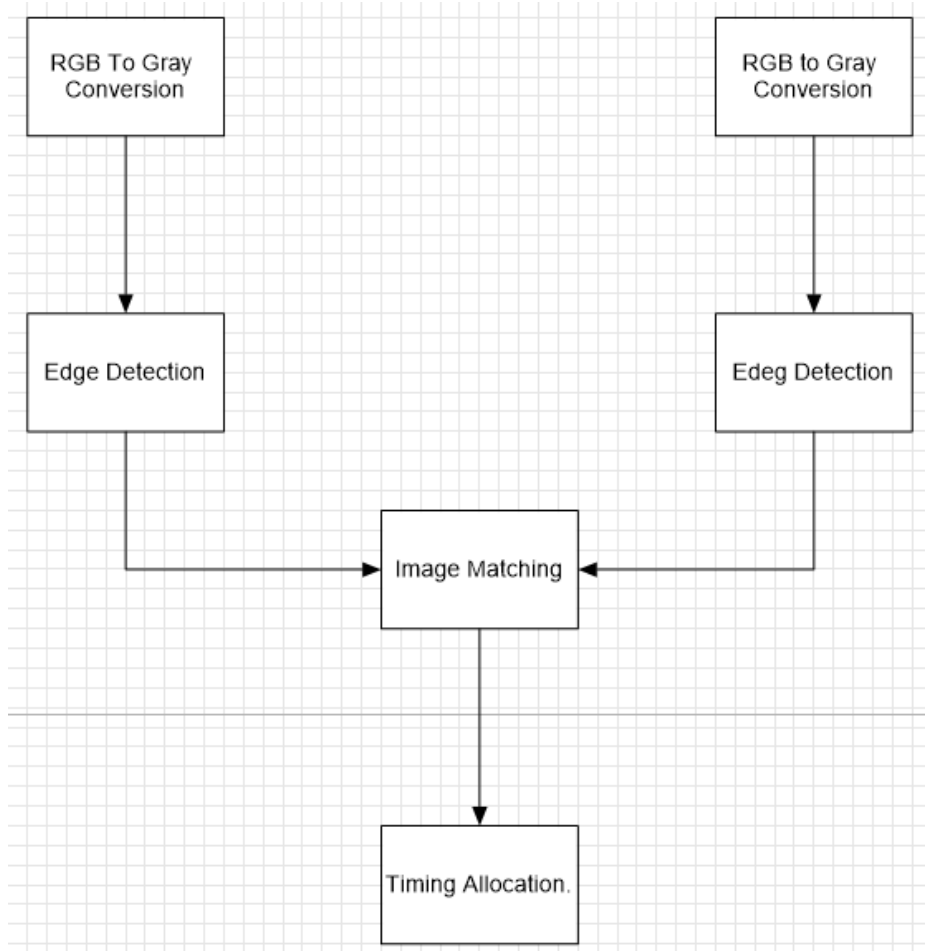 RGB To Gray
Conversion
RGB to Gray
Conversion
Edge Detection
Edeg Detection
Image Matching
Timing Allocation.